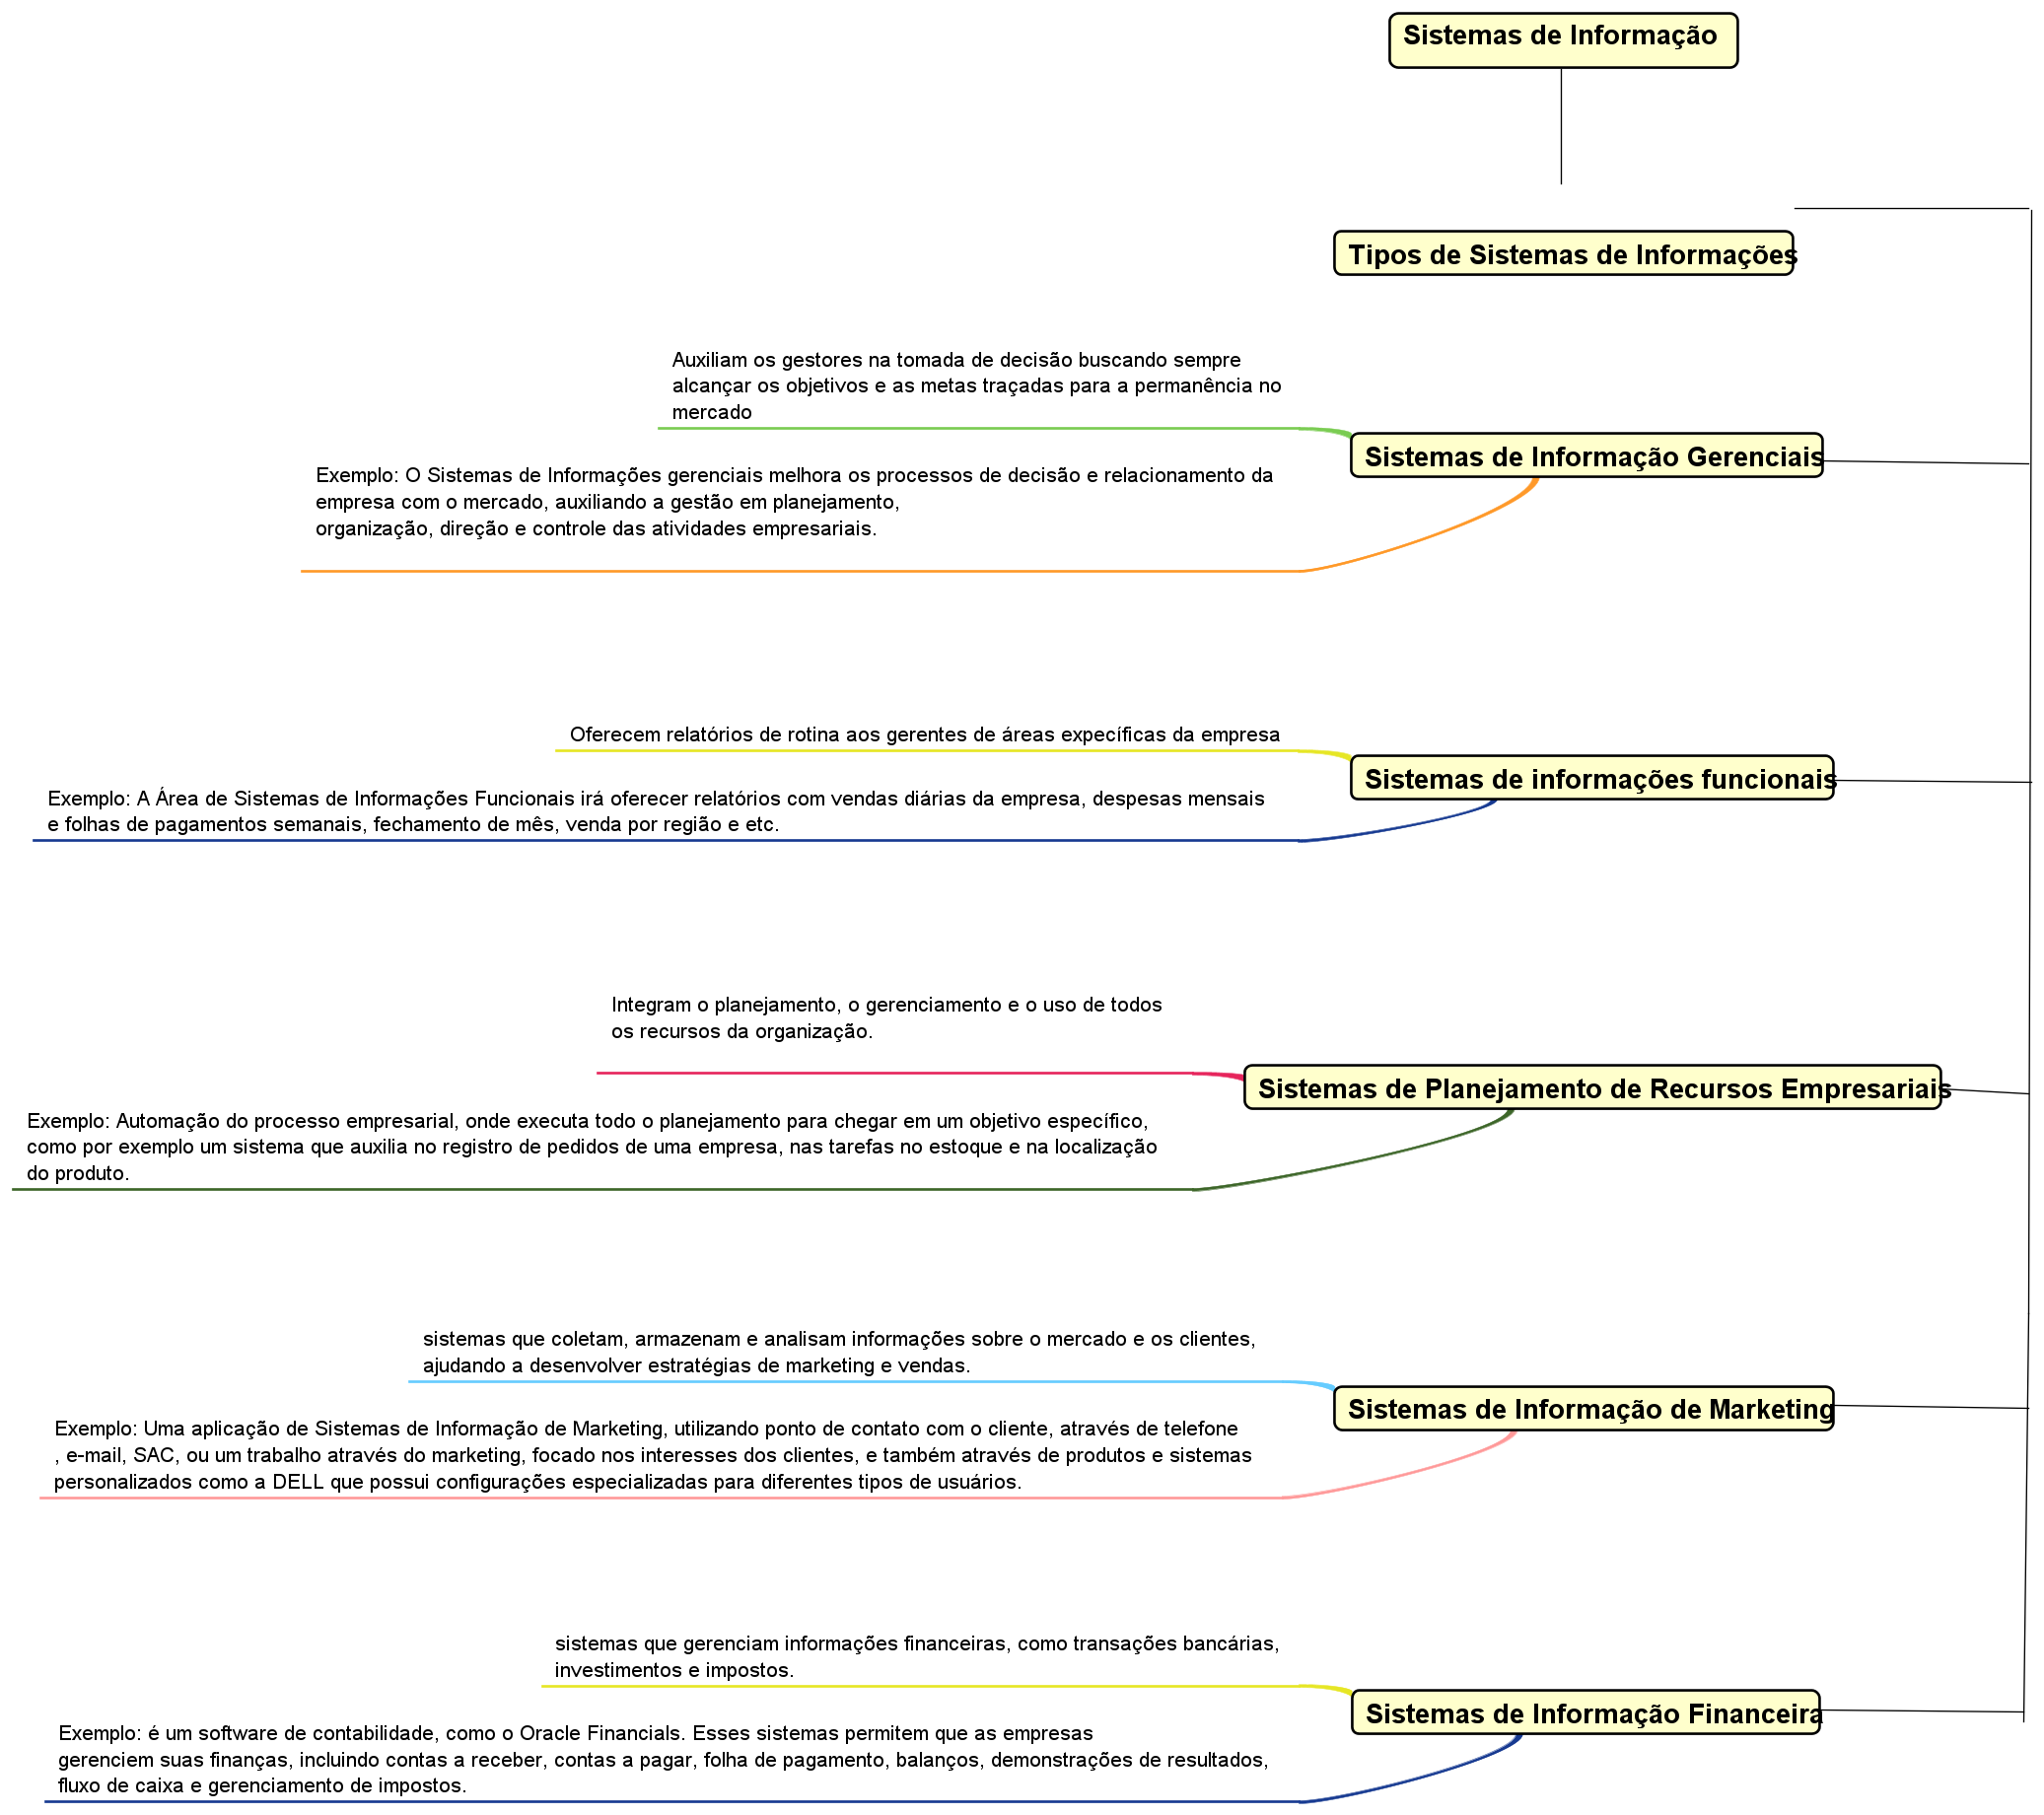 Sistemas de Informação
Tipos de Sistemas de Informações
Auxiliam os gestores na tomada de decisão buscando sempre
alcançar os objetivos e as metas traçadas para a permanência no
mercado
Sistemas de Informação Gerenciais
Exemplo: O Sistemas de Informações gerenciais melhora os processos de decisão e relacionamento da
empresa com o mercado, auxiliando a gestão em planejamento,
organização, direção e controle das atividades empresariais.
Oferecem relatórios de rotina aos gerentes de áreas expecíficas da empresa
Sistemas de informações funcionais
Exemplo: A Área de Sistemas de Informações Funcionais irá oferecer relatórios com vendas diárias da empresa, despesas mensais
e folhas de pagamentos semanais, fechamento de mês, venda por região e etc.
Integram o planejamento, o gerenciamento e o uso de todos
os recursos da organização.
Sistemas de Planejamento de Recursos Empresariais
Exemplo: Automação do processo empresarial, onde executa todo o planejamento para chegar em um objetivo específico,
como por exemplo um sistema que auxilia no registro de pedidos de uma empresa, nas tarefas no estoque e na localização
do produto.
sistemas que coletam, armazenam e analisam informações sobre o mercado e os clientes,
ajudando a desenvolver estratégias de marketing e vendas.
Sistemas de Informação de Marketing
Exemplo: Uma aplicação de Sistemas de Informação de Marketing, utilizando ponto de contato com o cliente, através de telefone
, e-mail, SAC, ou um trabalho através do marketing, focado nos interesses dos clientes, e também através de produtos e sistemas
personalizados como a DELL que possui configurações especializadas para diferentes tipos de usuários.
sistemas que gerenciam informações financeiras, como transações bancárias,
investimentos e impostos.
Sistemas de Informação Financeira
Exemplo: é um software de contabilidade, como o Oracle Financials. Esses sistemas permitem que as empresas
gerenciem suas finanças, incluindo contas a receber, contas a pagar, folha de pagamento, balanços, demonstrações de resultados,
fluxo de caixa e gerenciamento de impostos.